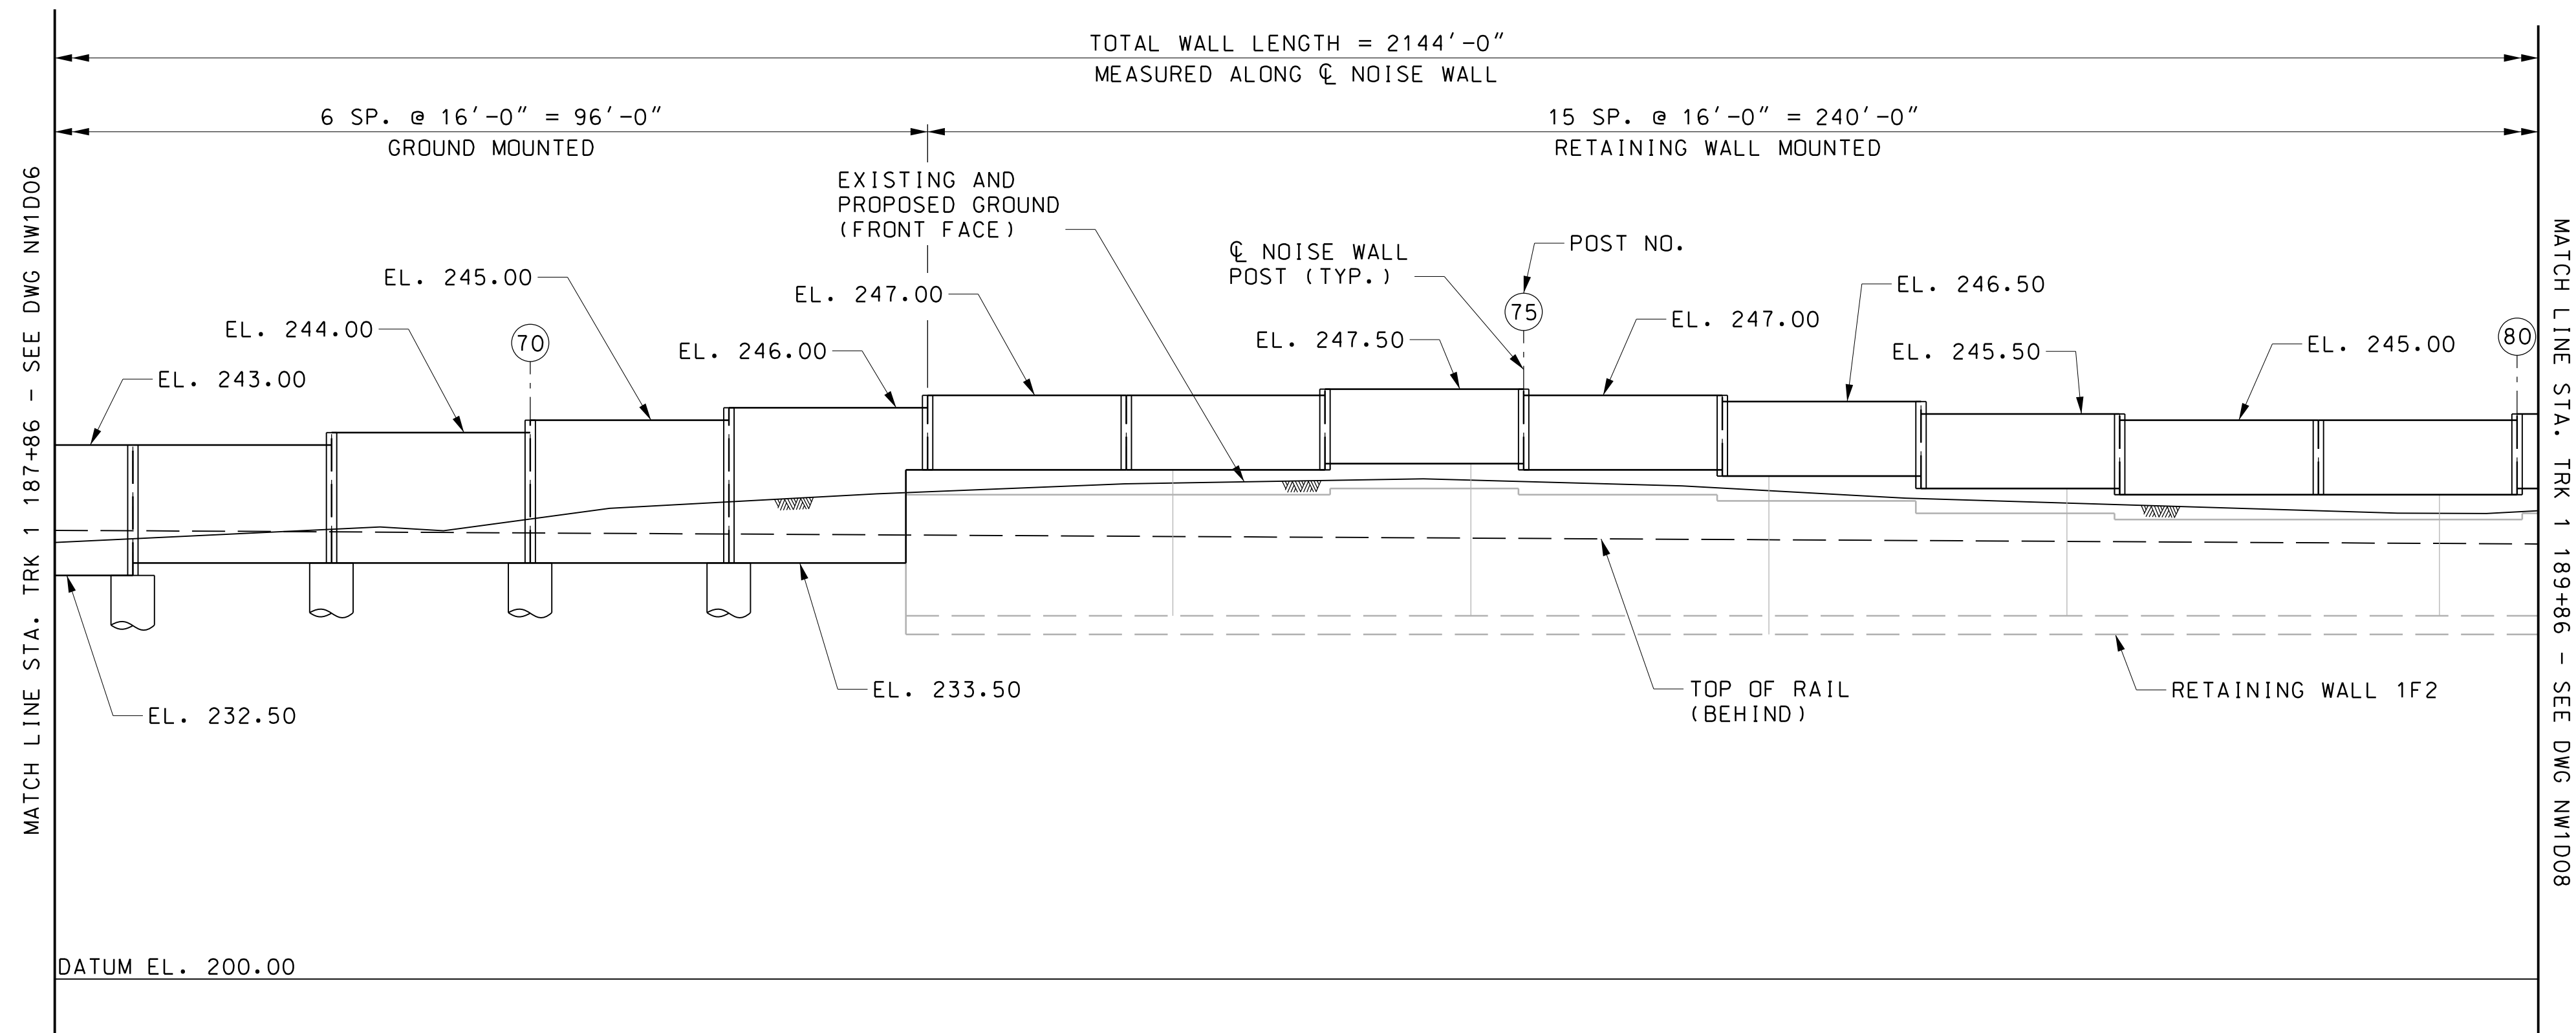 TOTAL WALL LENGTH = 2144'-0"
MEASURED ALONG ℄ NOISE WALL
6 SP. @ 16'-0" = 96'-0"
GROUND MOUNTED
15 SP. @ 16'-0" = 240'-0"
RETAINING WALL MOUNTED
EXISTING AND
PROPOSED GROUND
(FRONT FACE)
℄ NOISE WALL
POST (TYP.)
POST NO.
75
EL. 245.00
EL. 247.00
EL. 246.50
EL. 244.00
70
EL. 246.00
EL. 247.50
EL. 247.00
EL. 245.50
EL. 245.00
80
EL. 243.00
EL. 233.50
EL. 232.50
TOP OF RAIL
(BEHIND)
RETAINING WALL 1F2
DATUM EL. 200.00
MATCH LINE STA. TRK 1 187+86 - SEE DWG NW1D06
MATCH LINE STA. TRK 1 189+86 - SEE DWG NW1D08